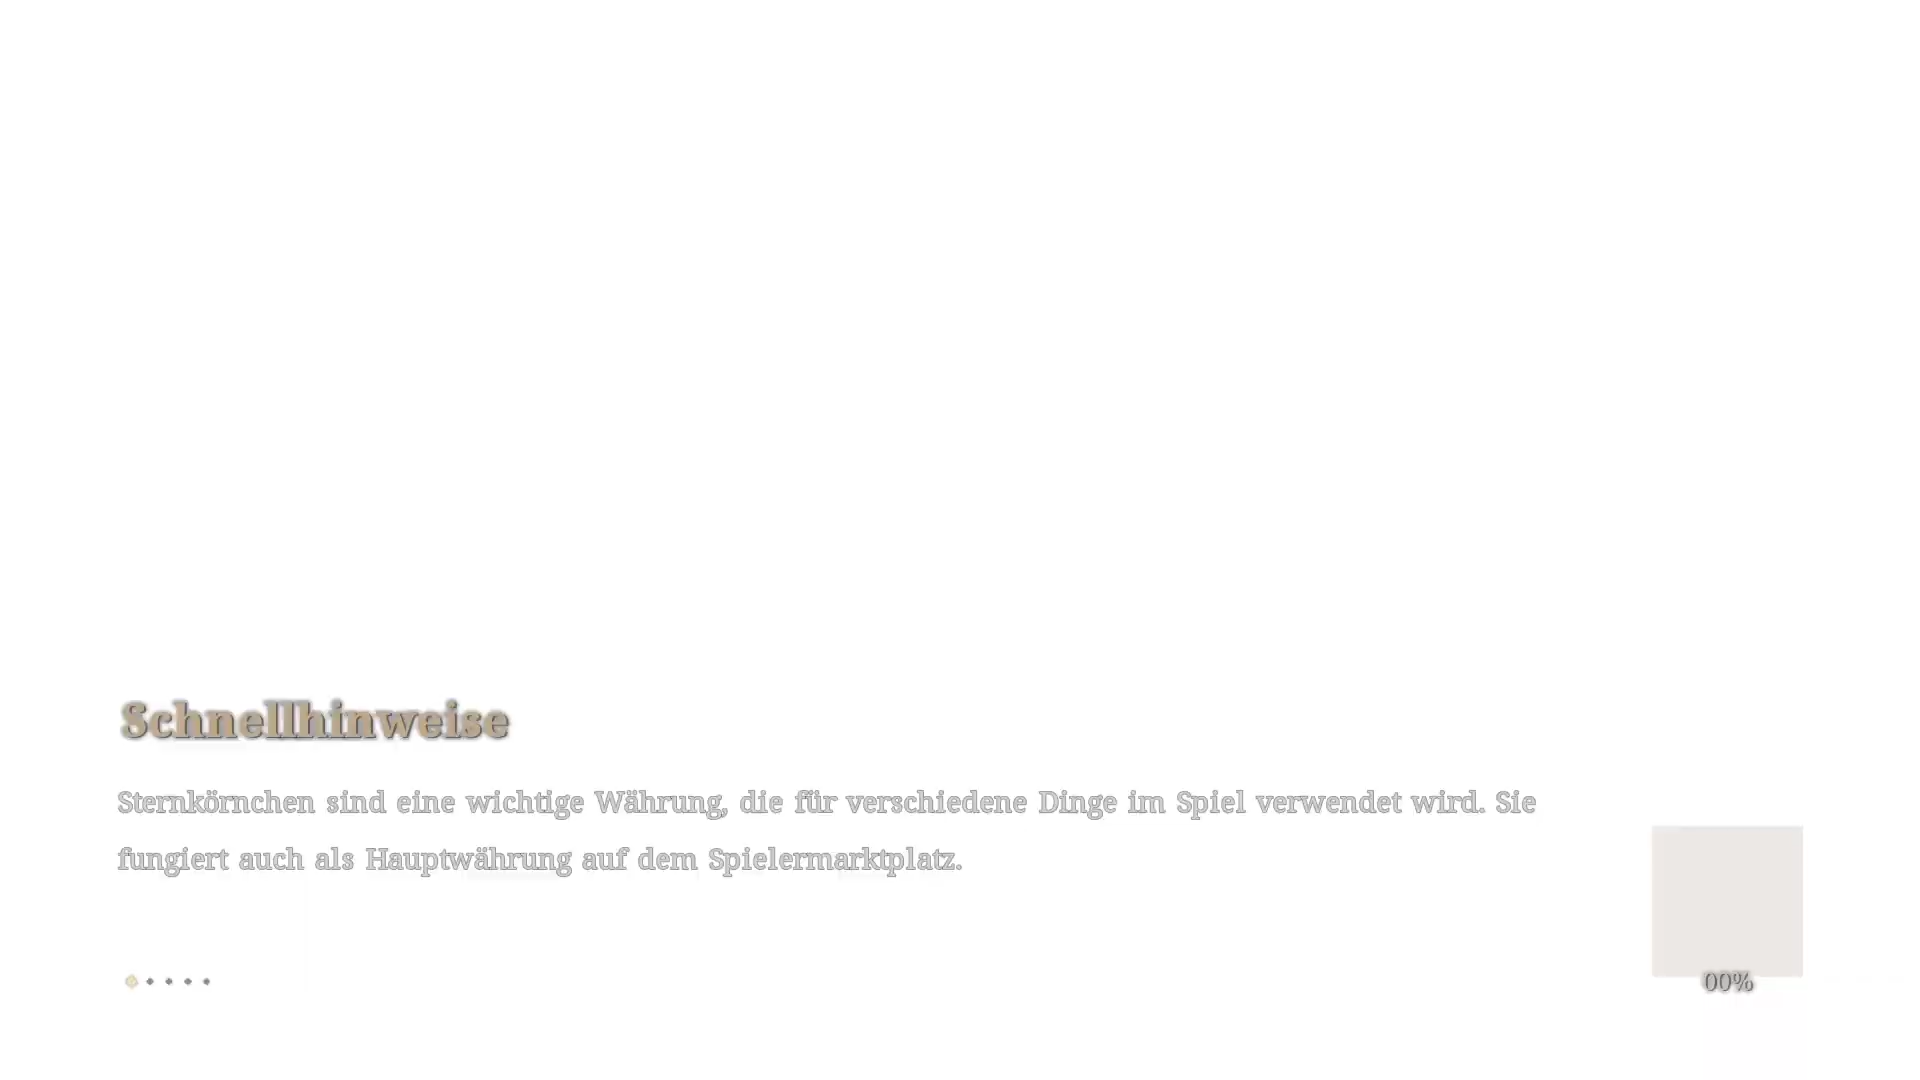 Schnellhinweise
Sternkörnchen sind eine wichtige Währung, die für verschiedene Dinge im Spiel verwendet wird. Sie
fungiert auch als Hauptwährung auf dem Spielermarktplatz.
00%